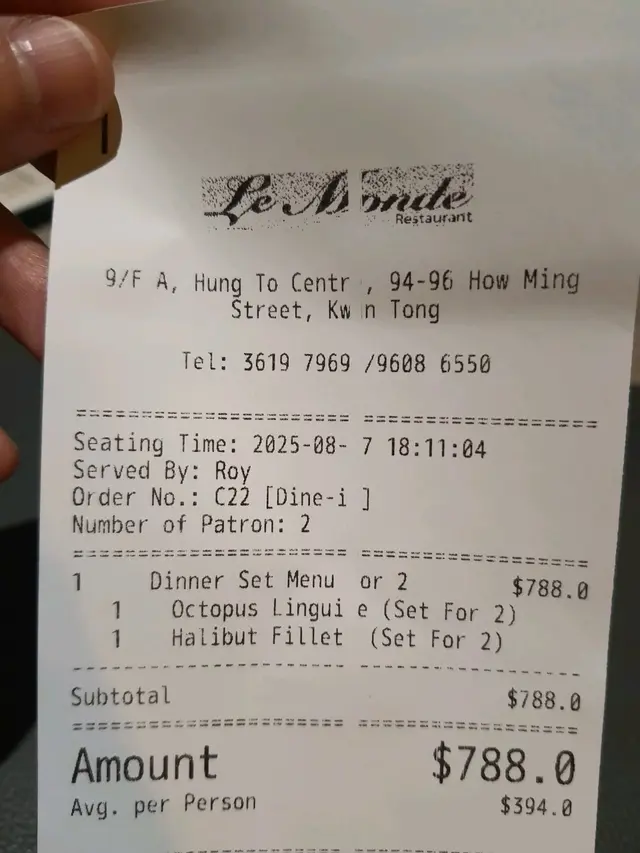 Le Monde
Restaurant
9/F A, Hung To Centr , 94-96 How Ming
Street, Kw n Tong
Tel: 3619 7969 /9608 6550
Seating Time: 2025-08- 7 18:11:04
Served By: Roy
Order No.: C22 [Dine-i ]
Number of Patron: 2
1 Dinner Set Menu or 2 $788.0
1 Octopus Lingui e (Set For 2)
1 Halibut Fillet (Set For 2)
Subtotal $788.0
Amount $788.0
Avg. per Person $394.0